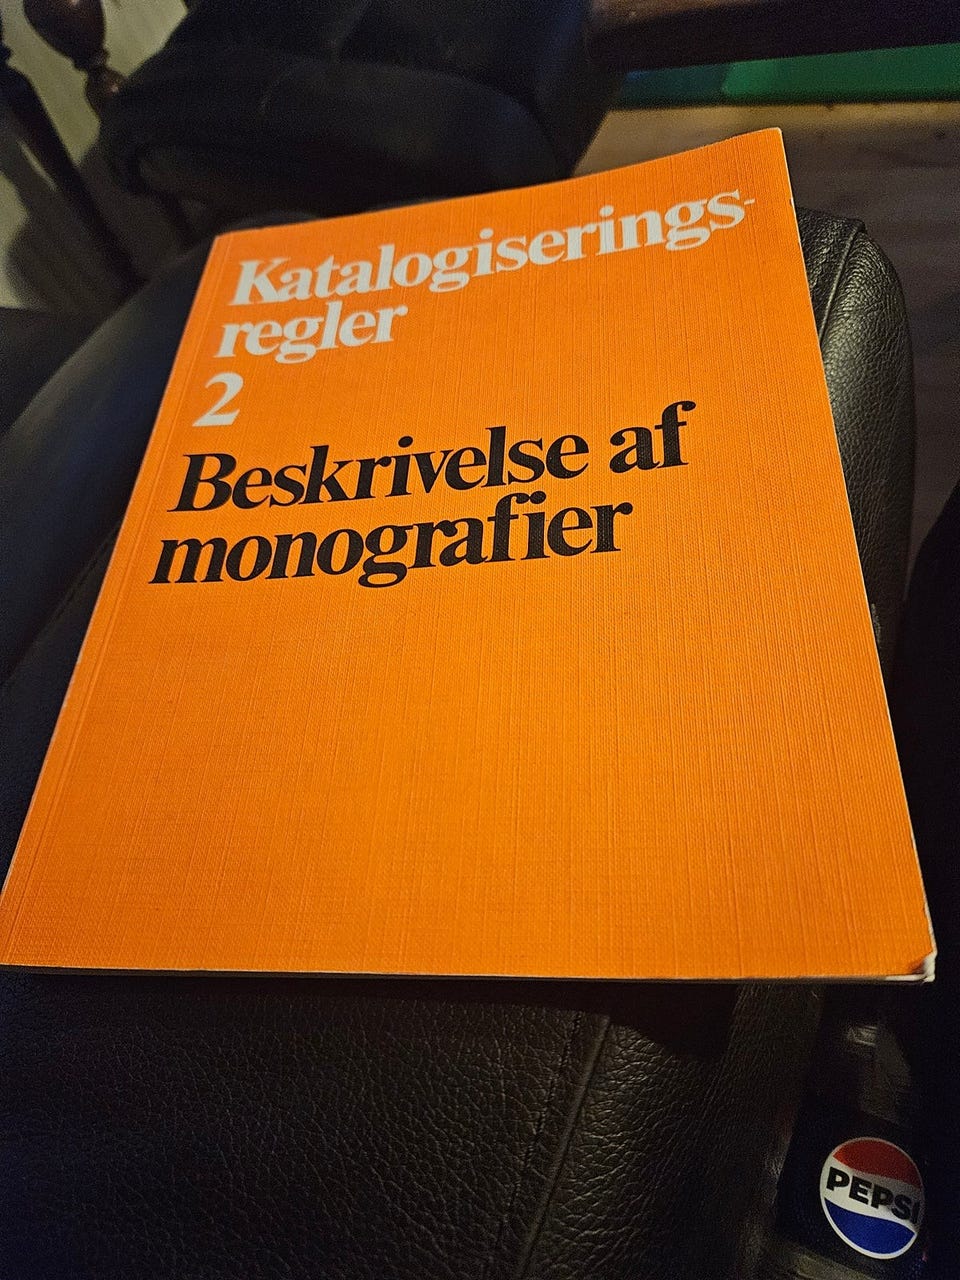 Katalogiserings-
regler
2
Beskrivelse af
monografier
PEPSI